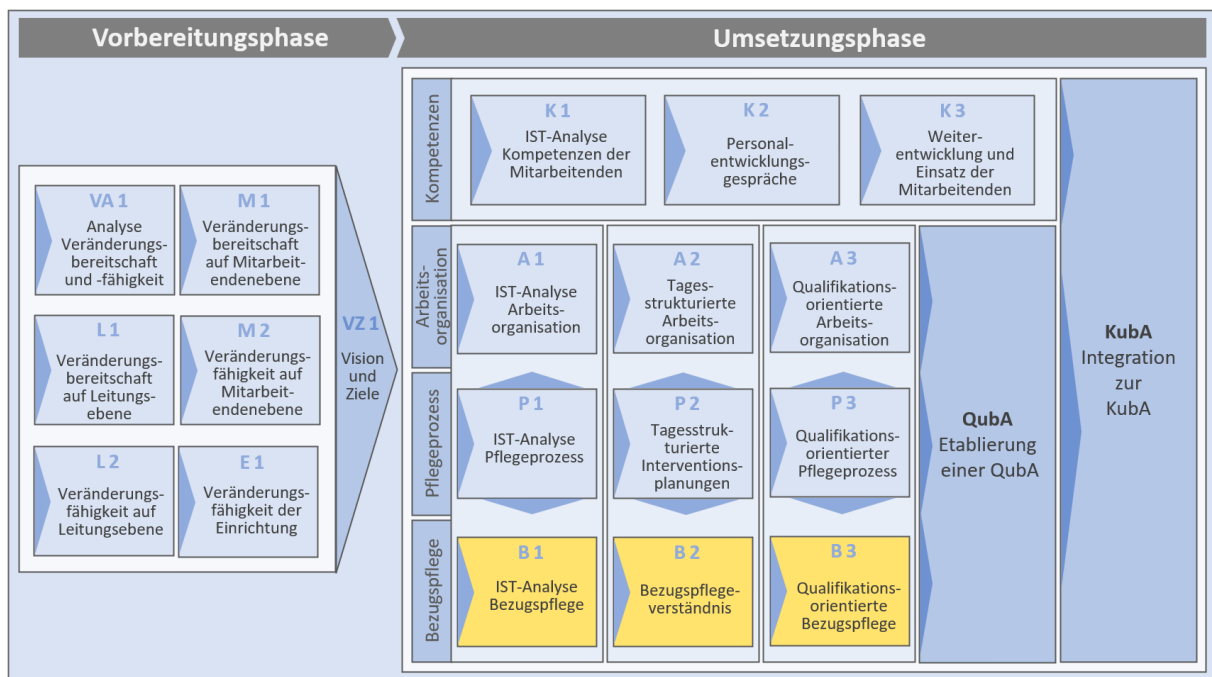 Vorbereitungsphase
Umsetzungsphase
VA 1
Analyse
Veränderungs-
bereitschaft
und -fähigkeit
M 1
Veränderungs-
bereitschaft
auf Mitarbeit-
endenebene
L 1
Veränderungs-
bereitschaft
auf Leitungs-
ebene
M 2
Veränderungs-
fähigkeit auf
Mitarbeit-
endenebene
L 2
Veränderungs-
fähigkeit auf
Leitungsebene
E 1
Veränderungs-
fähigkeit der
Einrichtung
VZ 1
Vision
und
Ziele
Kompetenzen
K 1
IST-Analyse
Kompetenzen der
Mitarbeitenden
K 2
Personal-
entwicklungs-
gespräche
K 3
Weiter-
entwicklung und
Einsatz der
Mitarbeitenden
Arbeits-
organisation
A 1
IST-Analyse
Arbeits-
organisation
A 2
Tages-
strukturierte
Arbeits-
organisation
A 3
Qualifikations-
orientierte
Arbeits-
organisation
Pflegeprozess
P 1
IST-Analyse
Pflegeprozess
P 2
Tagesstruk-
turierte
Interventions-
planungen
P 3
Qualifikations-
orientierter
Pflegeprozess
Bezugspflege
B 1
IST-Analyse
Bezugspflege
B 2
Bezugspflege-
verständnis
B 3
Qualifikations-
orientierte
Bezugspflege
QubA
Etablierung
einer QubA
KubA
Integration
zur
KubA